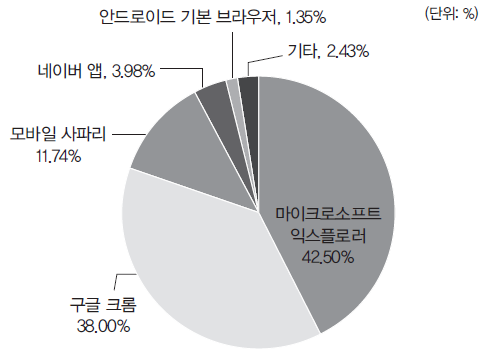 안드로이드 기본 브라우저, 1.35%
(단위: %)
기타, 2.43%
네이버 앱, 3.98%
모바일 사파리
11.74%
마이크로소프트
익스플로러
42.50%
구글 크롬
38.00%